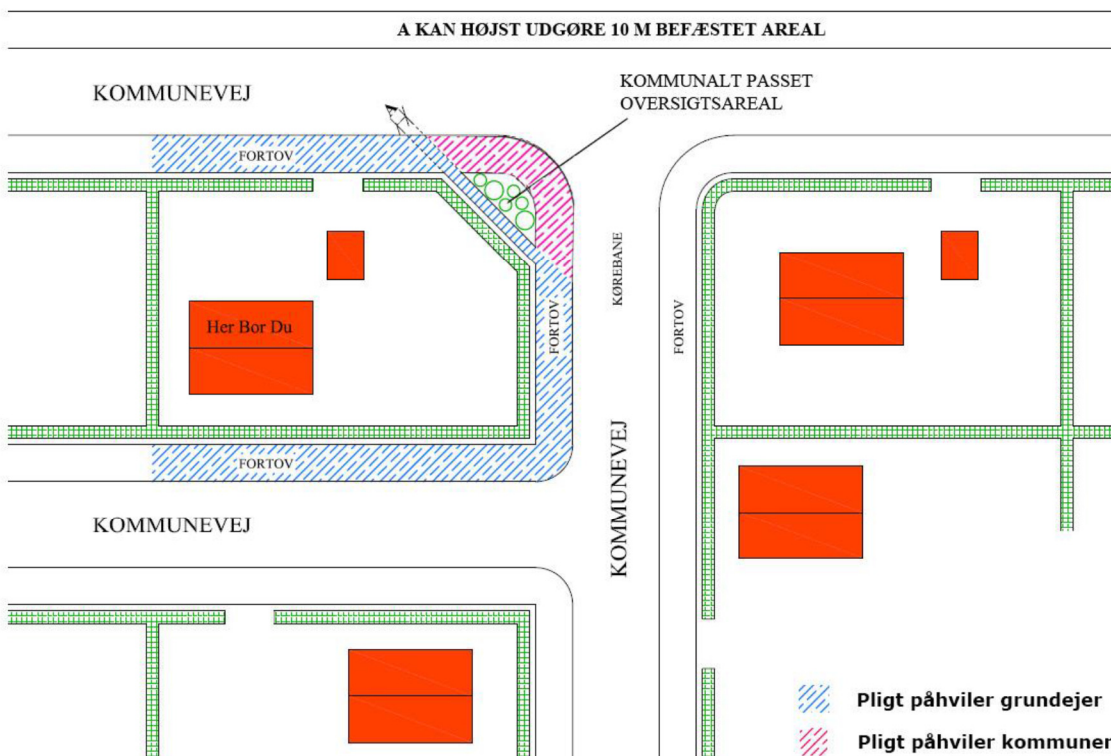 A KAN HØJST UDGØRE 10 M BEFÆSTET AREAL
KOMMUNALT PASSET
OVERSIGTSAREAL
KOMMUNEVEJ
FORTOV
KØREBANE
Her Bor Du
FORTOV
FORTOV
FORTOV
KOMMUNEVEJ
KOMMUNEVEJ
Pligt påhviler grundejer
Pligt påhviler kommunen